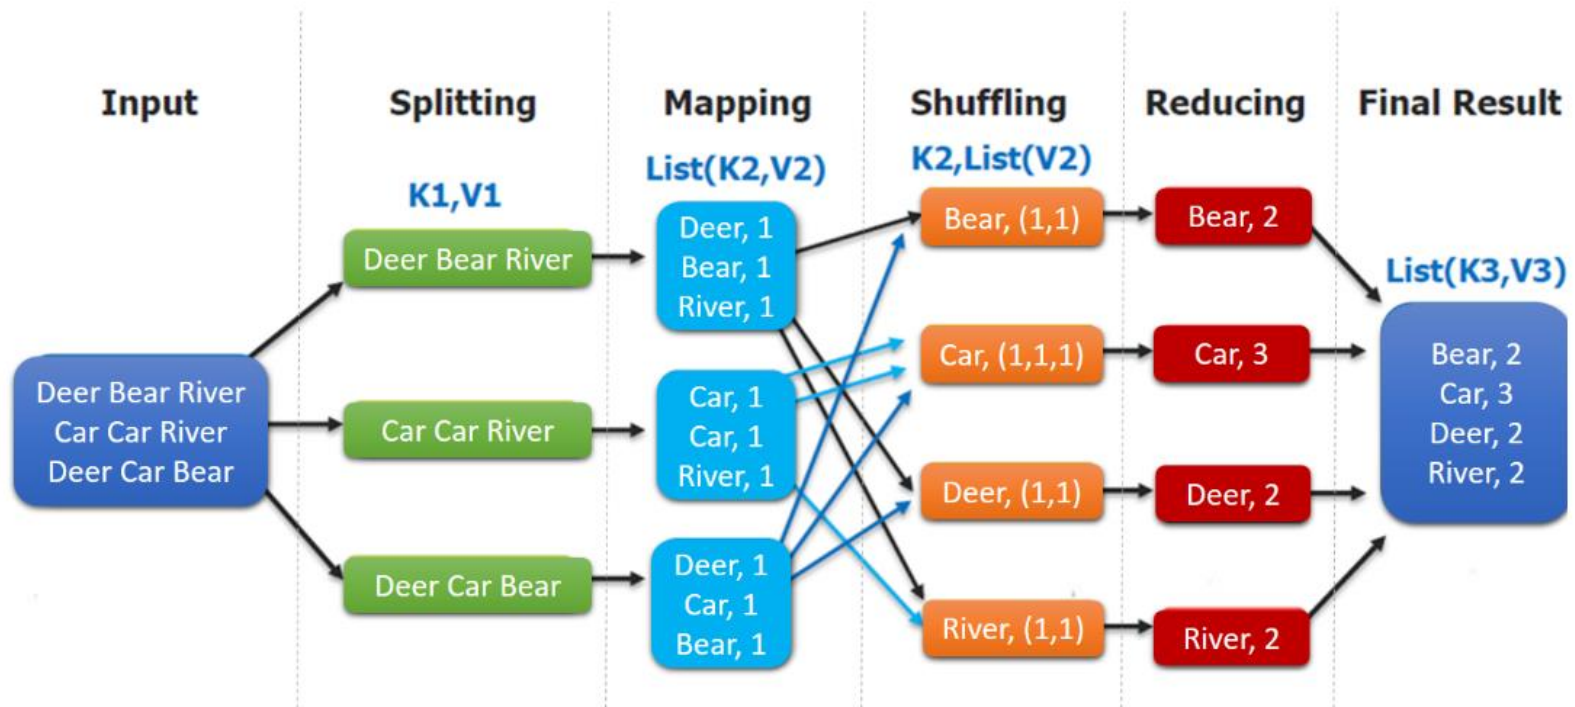 Input
Splitting
Mapping
Shuffling
Reducing
Final Result
K1,V1
List(K2,V2)
K2,List(V2)
List(K3,V3)
Deer Bear River
Car Car River
Deer Car Bear
Deer Bear River
Car Car River
Deer Car Bear
Deer, 1
Bear, 1
River, 1
Car, 1
Car, 1
River, 1
Deer, 1
Car, 1
Bear, 1
Bear, (1,1)
Car, (1,1,1)
Deer, (1,1)
River, (1,1)
Bear, 2
Car, 3
Deer, 2
River, 2
Bear, 2
Car, 3
Deer, 2
River, 2